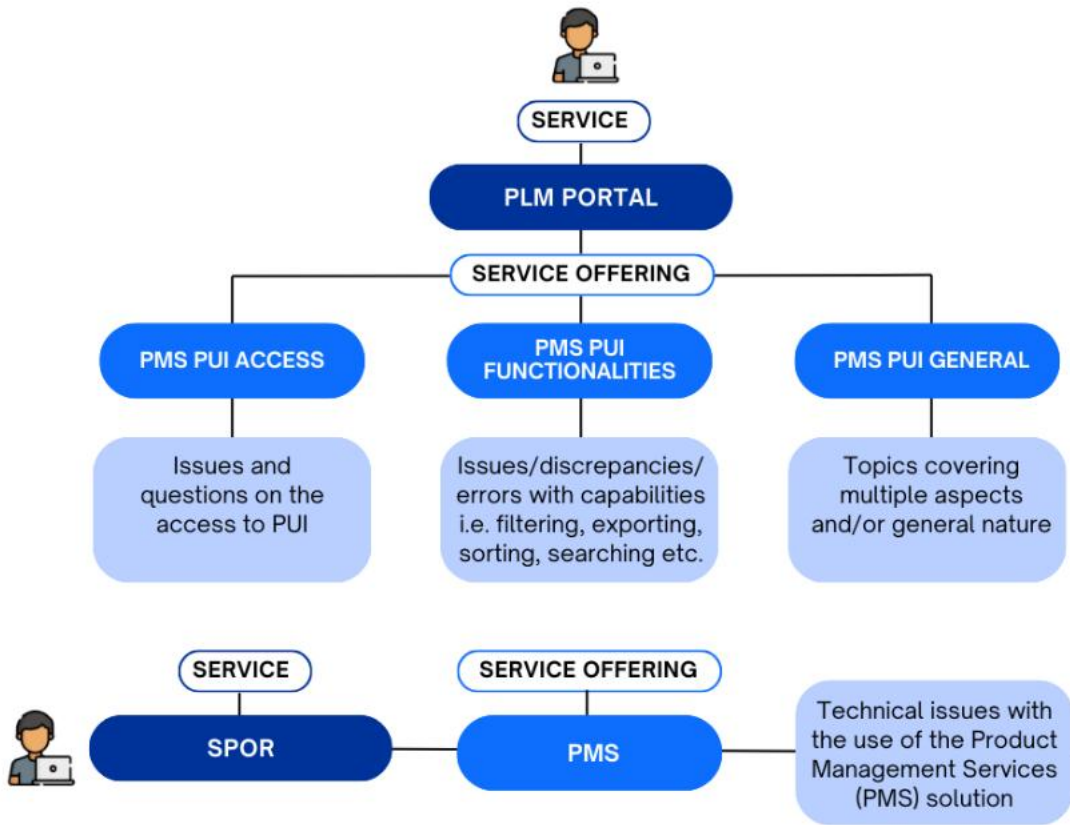 SERVICE
PLM PORTAL
SERVICE OFFERING
PMS PUI ACCESS
PMS PUI
FUNCTIONALITIES
PMS PUI GENERAL
Issues and
questions on the
access to PUI
Issues/discrepancies/
errors with capabilities
i.e. filtering, exporting,
sorting, searching etc.
Topics covering
multiple aspects
and/or general nature
SERVICE
SERVICE OFFERING
SPOR
PMS
Technical issues with
the use of the Product
Management Services
(PMS) solution